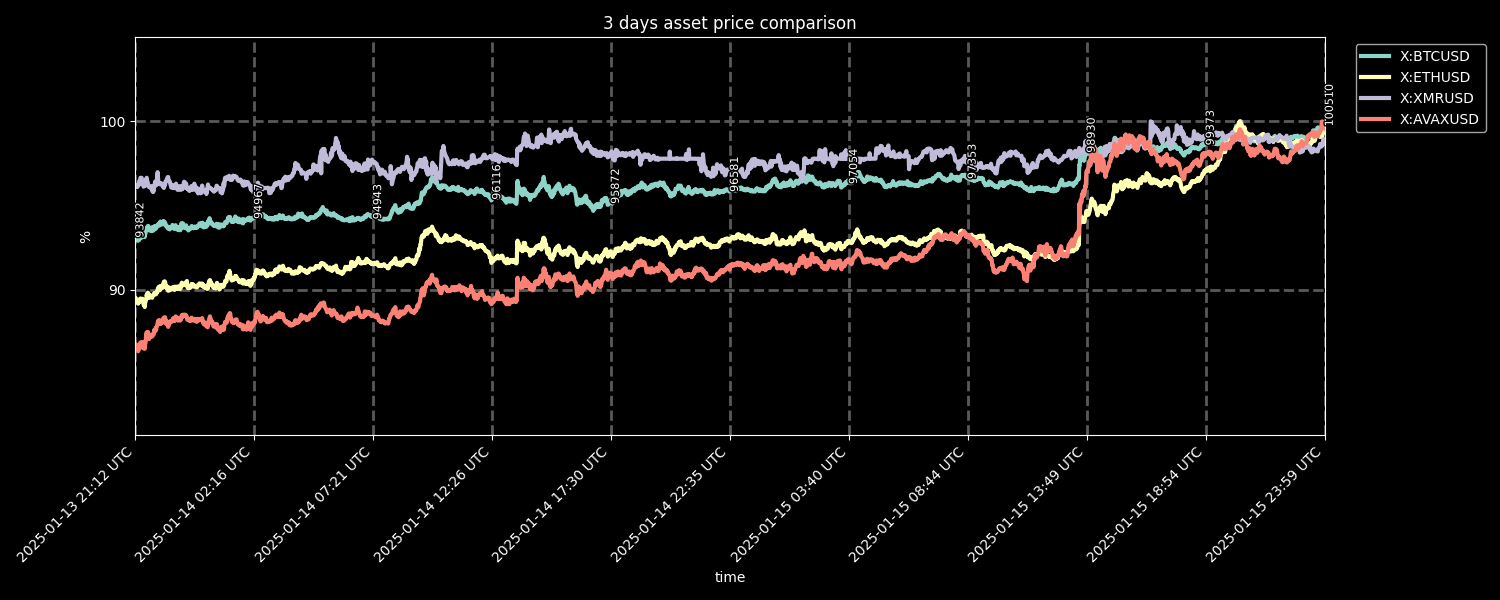 3 days asset price comparison
X:BTCUSD
X:ETHUSD
X:XMRUSD
X:AVAXUSD
100
90
%
93842
94967
94943
96116
95872
96581
97054
97353
98930
99373
100510
2025-01-13 21:12 UTC
2025-01-14 02:16 UTC
2025-01-14 07:21 UTC
2025-01-14 12:26 UTC
2025-01-14 17:30 UTC
2025-01-14 22:35 UTC
2025-01-15 03:40 UTC
2025-01-15 08:44 UTC
2025-01-15 13:49 UTC
2025-01-15 18:54 UTC
2025-01-15 23:59 UTC
time